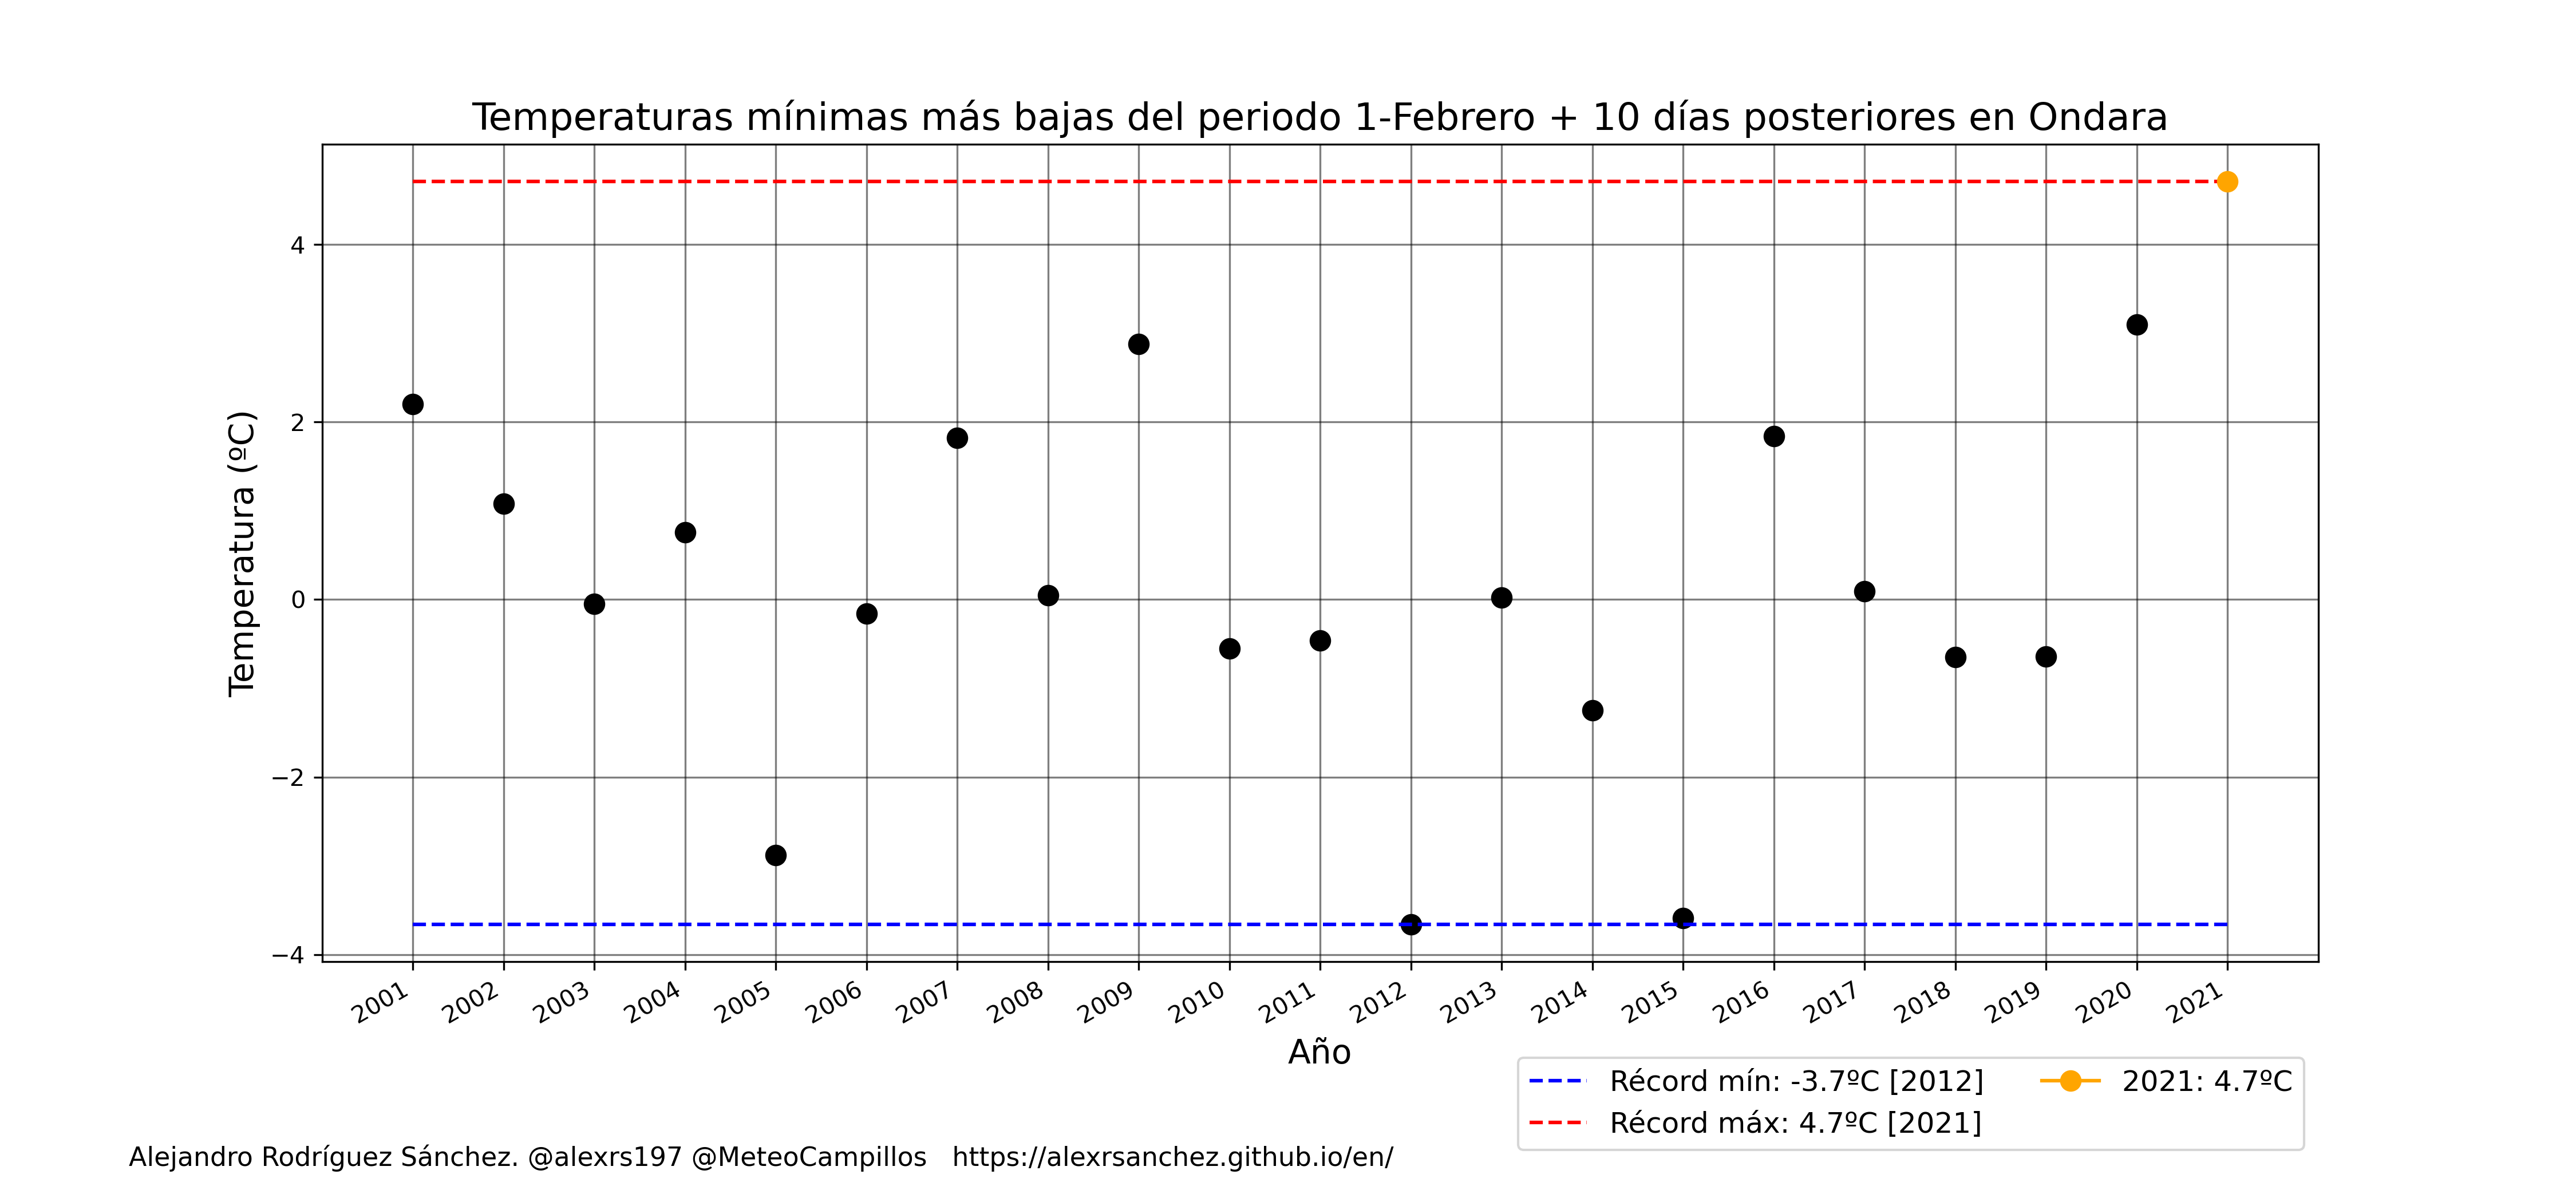 Temperaturas mínimas más bajas del periodo 1-Febrero + 10 días posteriores en Ondara
Temperatura (ºC)
4
2
0
−2
−4
2001 2002 2003 2004 2005 2006 2007 2008 2009 2010 2011 2012 2013 2014 2015 2016 2017 2018 2019 2020 2021
Año
Récord mín: -3.7ºC [2012]
Récord máx: 4.7ºC [2021]
2021: 4.7ºC
Alejandro Rodríguez Sánchez. @alexrs197 @MeteoCampillos https://alexrsanchez.github.io/en/